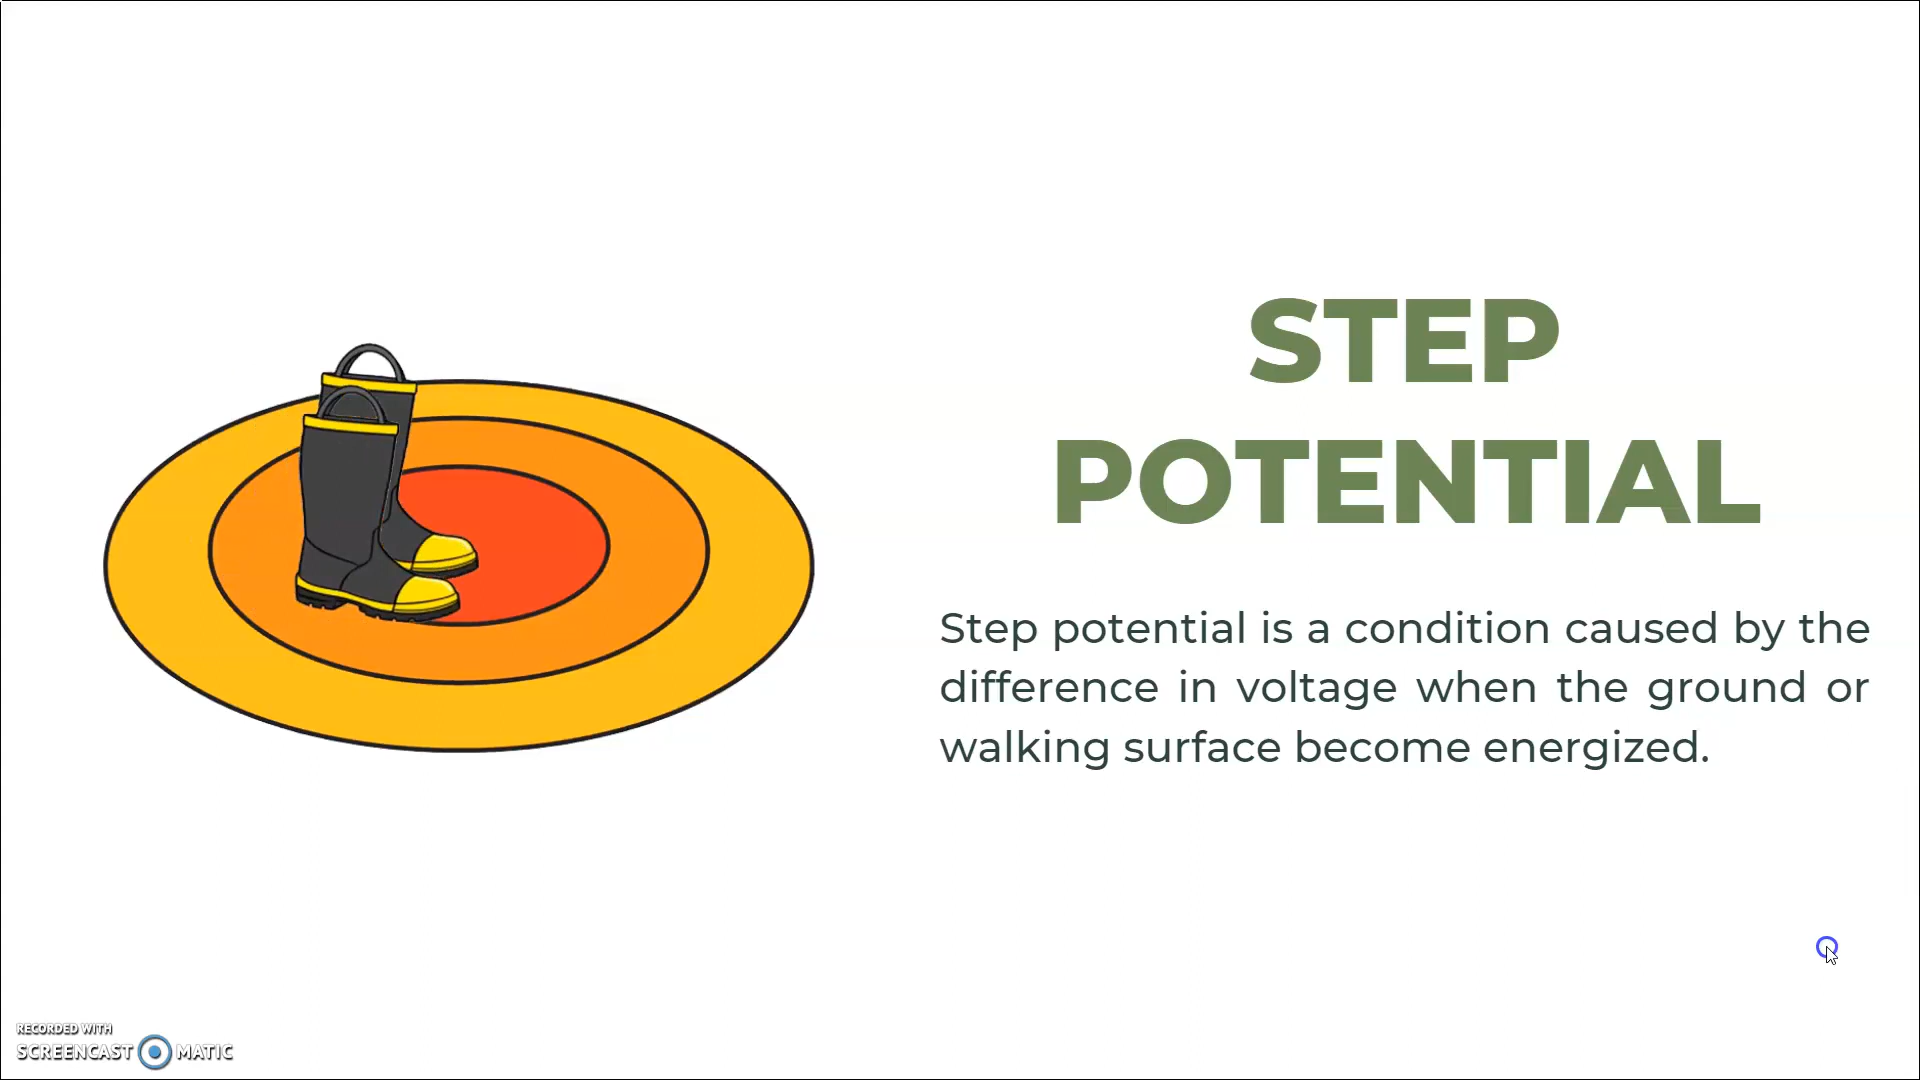 STEP
POTENTIAL
Step potential is a condition caused by the
difference in voltage when the ground or
walking surface become energized.
RECORDED WITH
SCREENCAST MATIC